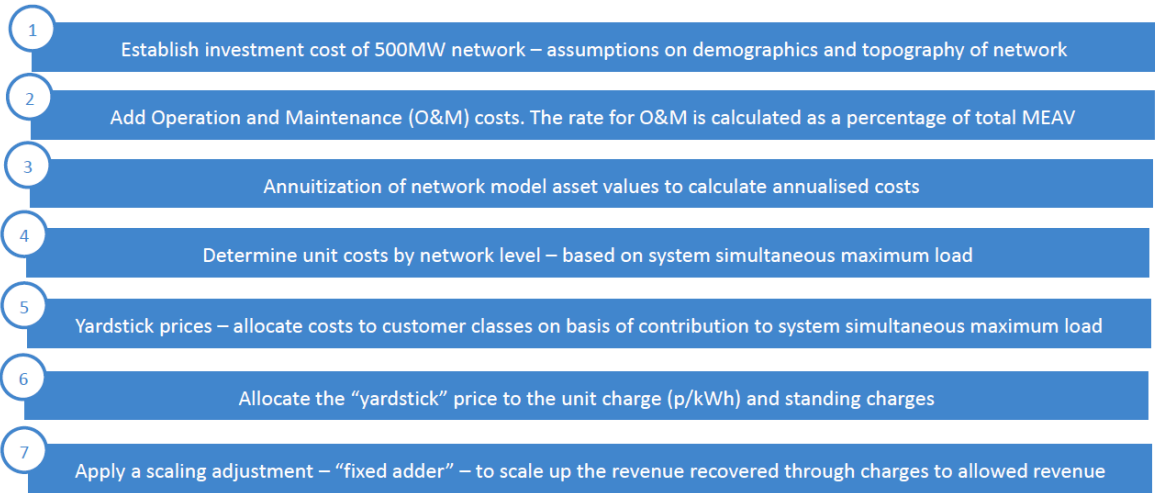 1
Establish investment cost of 500MW network – assumptions on demographics and topography of network
2
Add Operation and Maintenance (O&M) costs. The rate for O&M is calculated as a percentage of total MEAV
3
Annuitization of network model asset values to calculate annualised costs
4
Determine unit costs by network level – based on system simultaneous maximum load
5
Yardstick prices – allocate costs to customer classes on basis of contribution to system simultaneous maximum load
6
Allocate the “yardstick” price to the unit charge (p/kWh) and standing charges
7
Apply a scaling adjustment – “fixed adder” – to scale up the revenue recovered through charges to allowed revenue